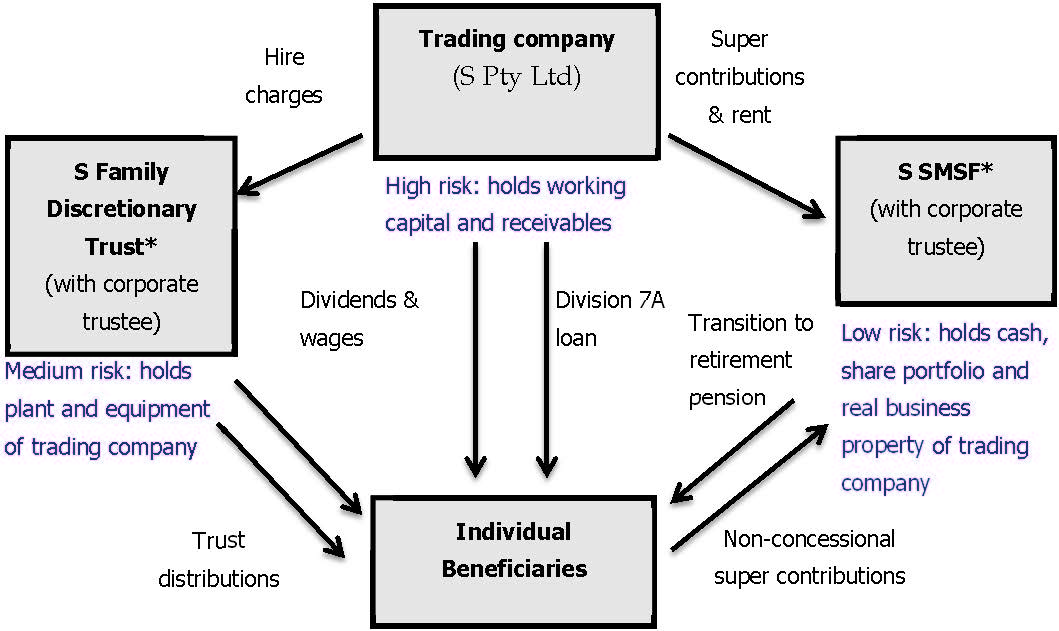 Trading company
(S Pty Ltd)
Hire
charges
Super
contributions
& rent
S Family
Discretionary
Trust*
(with corporate
trustee)
High risk: holds working
capital and receivables
S SMSF*
(with corporate
trustee)
Medium risk: holds
plant and equipment
of trading company
Dividends &
wages
Division 7A
loan
Transition to
retirement
pension
Low risk: holds cash,
share portfolio and
real business
property of trading
company
Trust
distributions
Individual
Beneficiaries
Non-concessional
super contributions